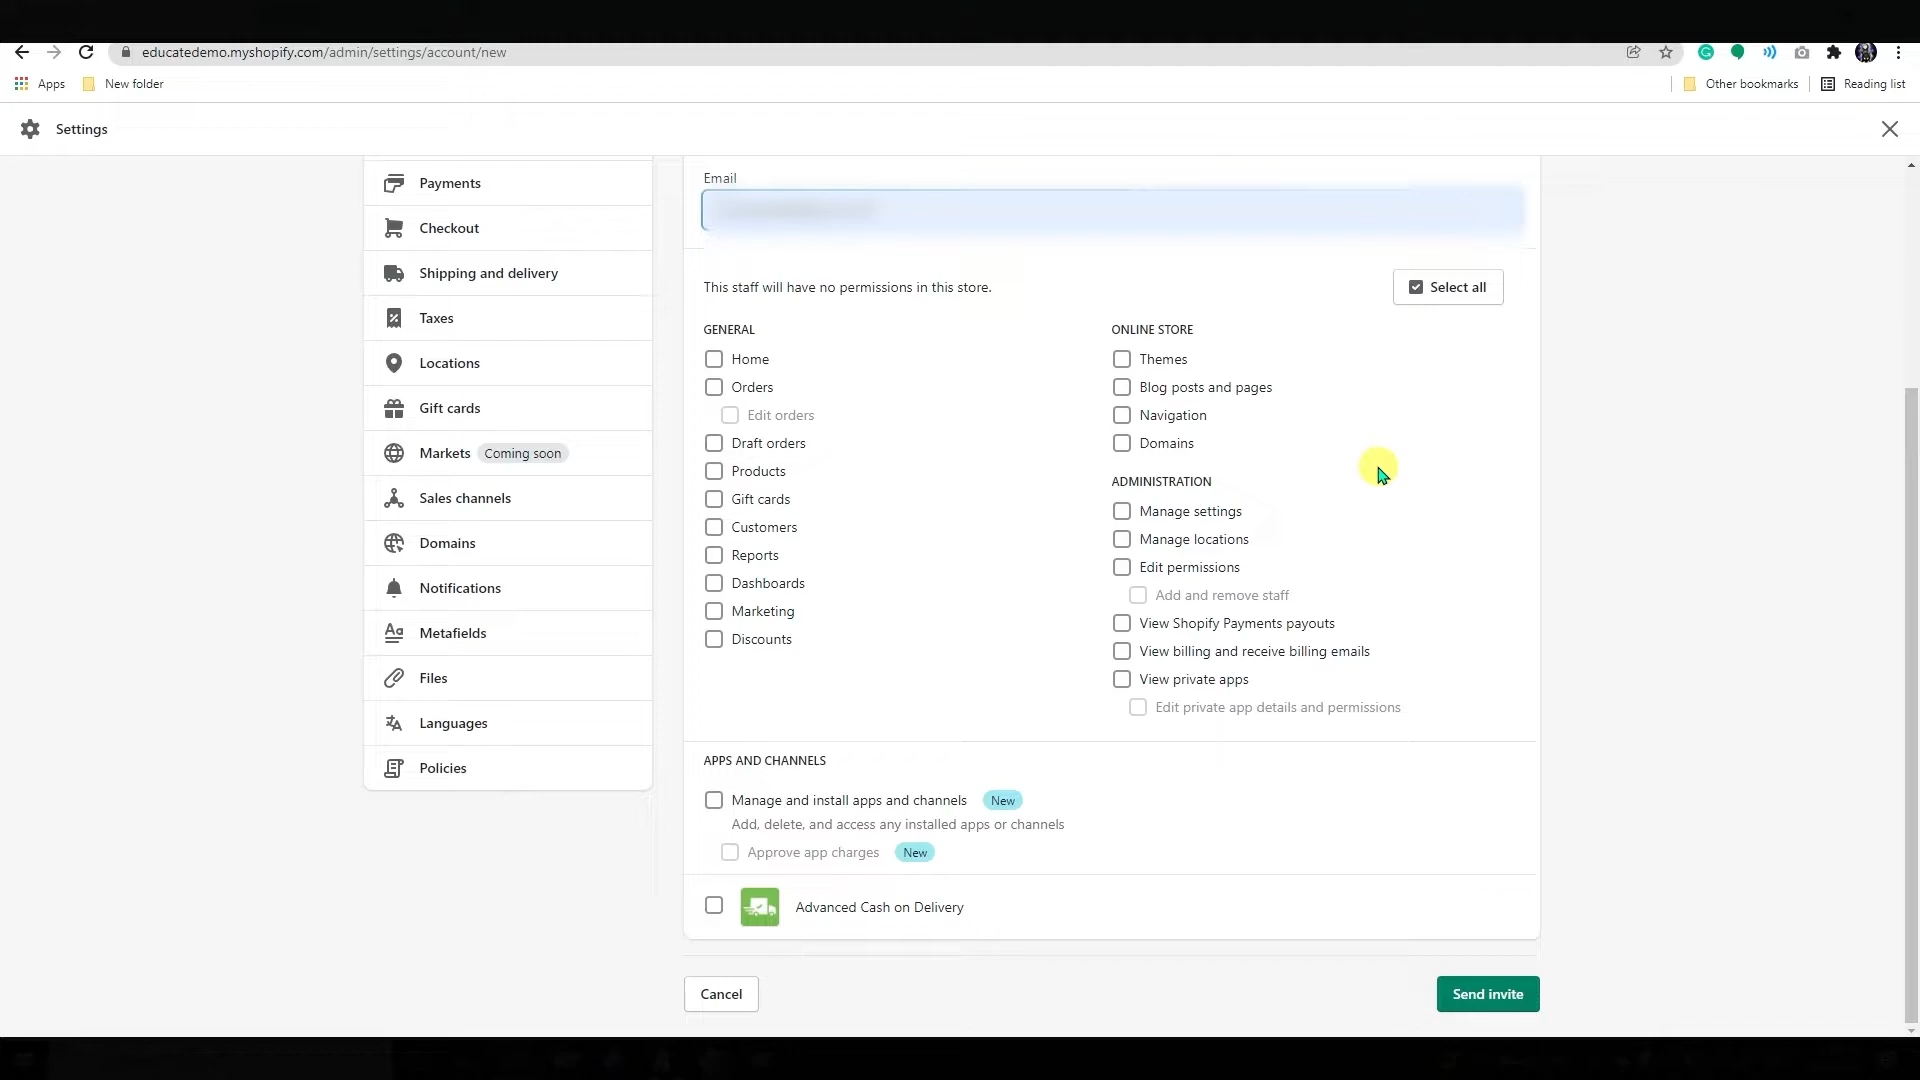 educatedemo.myshopify.com/admin/settings/account/new
Apps
New folder
Other bookmarks
Reading list
Settings
Payments
Checkout
Shipping and delivery
Taxes
Locations
Gift cards
Markets Coming soon
Sales channels
Domains
Notifications
Metafields
Files
Languages
Policies
Email
This staff will have no permissions in this store.
Select all
GENERAL
Home
Orders
Edit orders
Draft orders
Products
Gift cards
Customers
Reports
Dashboards
Marketing
Discounts
ONLINE STORE
Themes
Blog posts and pages
Navigation
Domains
ADMINISTRATION
Manage settings
Manage locations
Edit permissions
Add and remove staff
View Shopify Payments payouts
View billing and receive billing emails
View private apps
Edit private app details and permissions
APPS AND CHANNELS
Manage and install apps and channels New
Add, delete, and access any installed apps or channels
Approve app charges New
Advanced Cash on Delivery
Cancel
Send invite